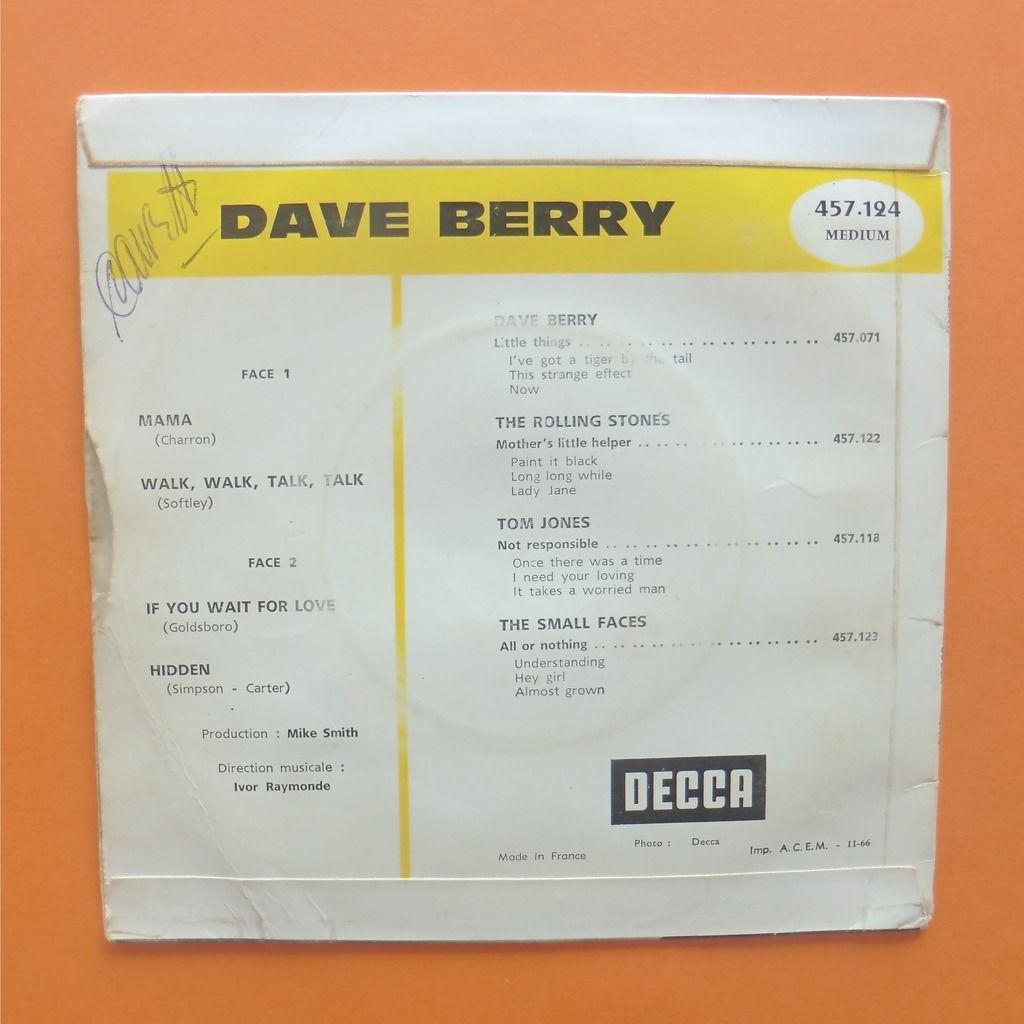 DAVE BERRY
457.124
MEDIUM
FACE 1
MAMA
(Charron)
WALK, WALK, TALK, TALK
(Softley)
FACE 2
IF YOU WAIT FOR LOVE
(Goldsboro)
HIDDEN
(Simpson - Carter)
Production : Mike Smith
Direction musicale :
Ivor Raymonde
DAVE BERRY
Little things .. .. .. .. .. .. .. .. .. .. .. .. 457.071
I've got a tiger by the tail
This strange effect
Now
THE ROLLING STONES
Mother's little helper .. .. .. .. .. .. .. .. .. 457.122
Paint it black
Long long while
Lady Jane
TOM JONES
Not responsible .. .. .. .. .. .. .. .. .. .. .. 457.118
Once there was a time
I need your loving
It takes a worried man
THE SMALL FACES
All or nothing .. .. .. .. .. .. .. .. .. .. .. 457.123
Understanding
Hey girl
Almost grown
DECCA
Photo : Decca
Made in France
Imp. A.C.E.M. - 11-66